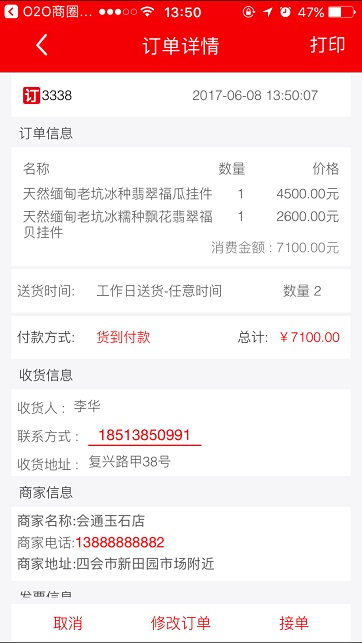 O2O商圈... 13:50 47%
订单详情 打印
订 3338 2017-06-08 13:50:07
订单信息
名称 数量 价格
天然缅甸老坑冰种翡翠福瓜挂件 1 4500.00元
天然缅甸老坑冰糯种飘花翡翠福 1 2600.00元
贝挂件
消费金额：7100.00元
送货时间: 工作日送货-任意时间 数量 2
付款方式: 货到付款 总计: ￥7100.00
收货信息
收货人： 李华
联系方式： 18513850991
收货地址： 复兴路甲38号
商家信息
商家名称:会通玉石店
商家电话:13888888882
商家地址:四会市新田园市场附近
发票信息
取消 修改订单 接单